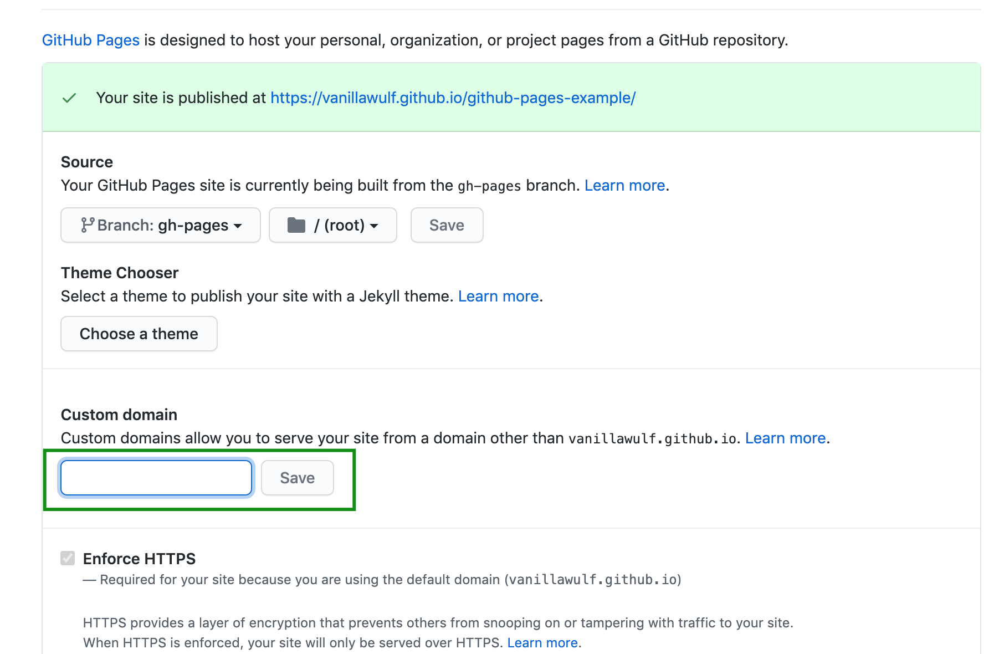 GitHub Pages is designed to host your personal, organization, or project pages from a GitHub repository.
Your site is published at https://vanillawulf.github.io/github-pages-example/
Source
Your GitHub Pages site is currently being built from the gh-pages branch. Learn more.
Branch: gh-pages / (root) Save
Theme Chooser
Select a theme to publish your site with a Jekyll theme. Learn more.
Choose a theme
Custom domain
Custom domains allow you to serve your site from a domain other than vanillawulf.github.io. Learn more.
Save
Enforce HTTPS
— Required for your site because you are using the default domain (vanillawulf.github.io)
HTTPS provides a layer of encryption that prevents others from snooping on or tampering with traffic to your site.
When HTTPS is enforced, your site will only be served over HTTPS. Learn more.